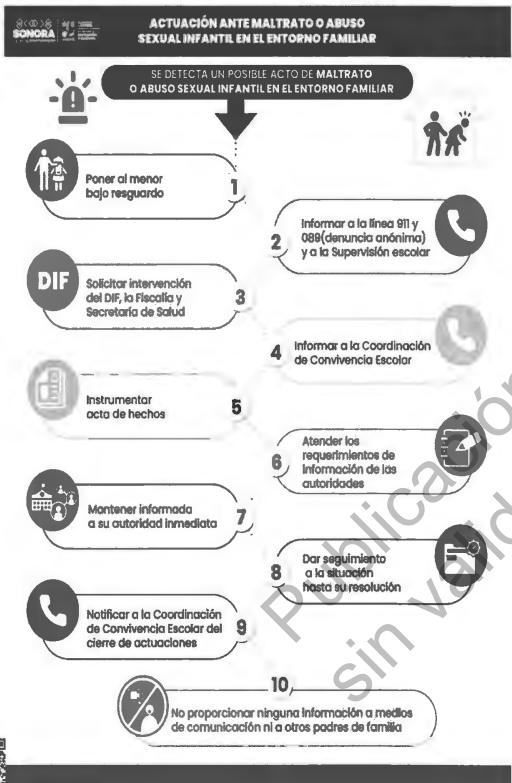 SONORA
ACTUACIÓN ANTE MALTRATO O ABUSO
SEXUAL INFANTIL EN EL ENTORNO FAMILIAR
SE DETECTA UN POSIBLE ACTO DE MALTRATO
O ABUSO SEXUAL INFANTIL EN EL ENTORNO FAMILIAR
Poner al menor
bajo resguardo
1
2
Informar a la línea 911 y
089(denuncia anónima)
y a la Supervisión escolar
DIF
Solicitar intervención
del DIF, la Fiscalía y
Secretaría de Salud
3
4
Informar a la Coordinación
de Convivencia Escolar
Instrumentar
acta de hechos
5
6
Atender los
requerimientos de
información de las
autoridades
Mantener informada
a su autoridad inmediata
7
8
Dar seguimiento
a la situación
hasta su resolución
Notificar a la Coordinación
de Convivencia Escolar del
cierre de actuaciones
9
10
No proporcionar ninguna información a medios
de comunicación ni a otros padres de familia
Publicación
sin valid